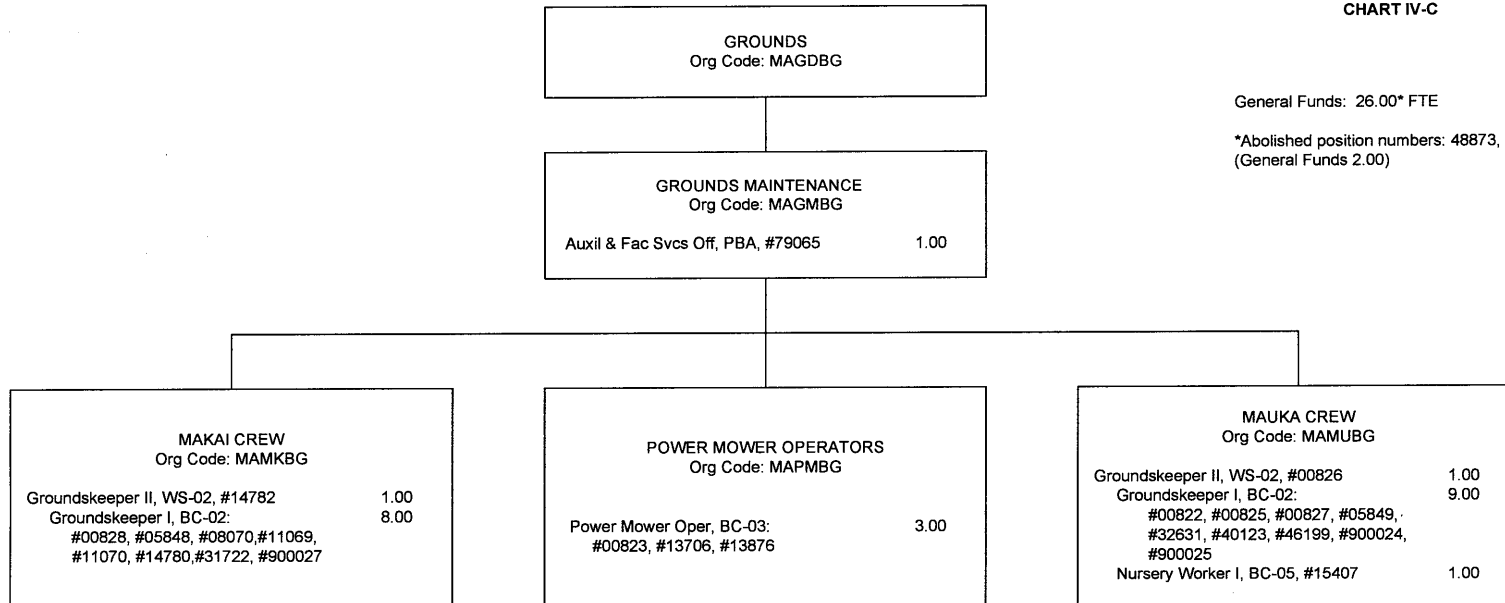 CHART IV-C
GROUNDS
Org Code: MAGDBG
General Funds: 26.00* FTE
*Abolished position numbers: 48873,
(General Funds 2.00)
GROUNDS MAINTENANCE
Org Code: MAGMBG
Auxil & Fac Svcs Off, PBA, #79065 1.00
MAKAI CREW
Org Code: MAMKBG
Groundskeeper II, WS-02, #14782 1.00
Groundskeeper I, BC-02: 8.00
#00828, #05848, #08070,#11069,
#11070, #14780,#31722, #900027
POWER MOWER OPERATORS
Org Code: MAPMBG
Power Mower Oper, BC-03: 3.00
#00823, #13706, #13876
MAUKA CREW
Org Code: MAMUBG
Groundskeeper II, WS-02, #00826 1.00
Groundskeeper I, BC-02: 9.00
#00822, #00825, #00827, #05849,
#32631, #40123, #46199, #900024,
#900025
Nursery Worker I, BC-05, #15407 1.00